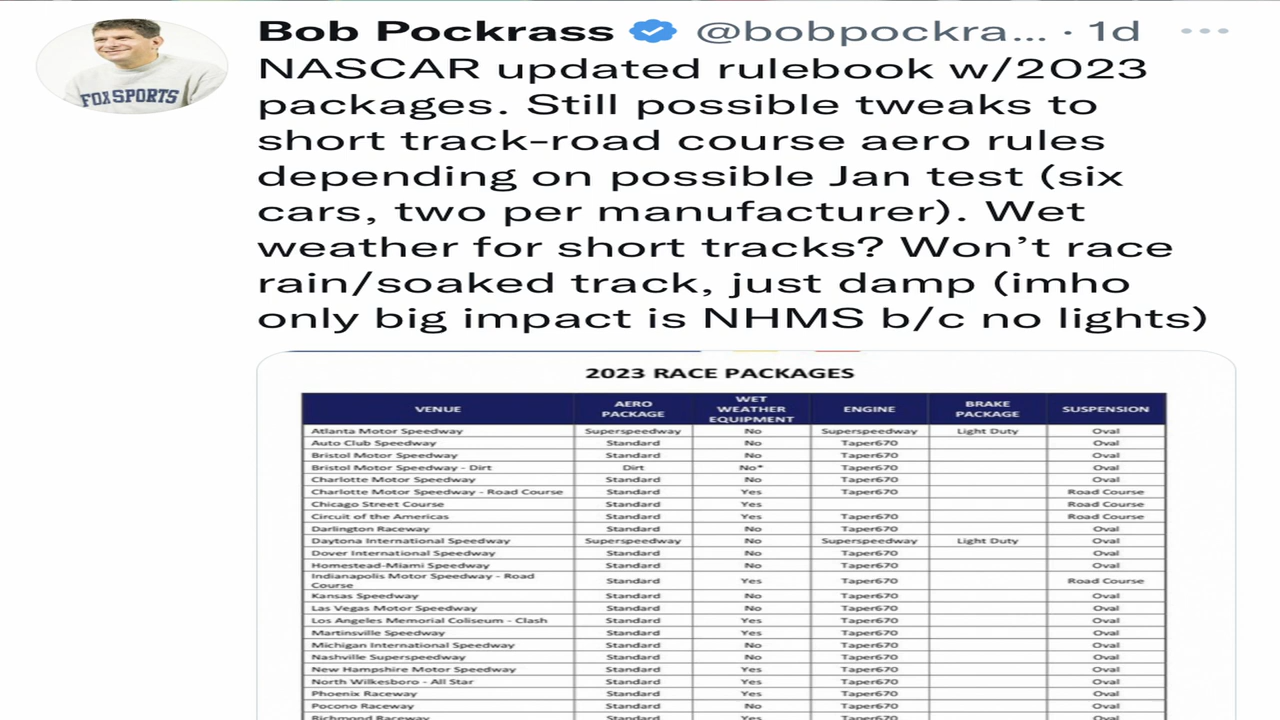 Bob Pockrass @bobpockra... · 1d
FOX SPORTS
NASCAR updated rulebook w/2023
packages. Still possible tweaks to
short track-road course aero rules
depending on possible Jan test (six
cars, two per manufacturer). Wet
weather for short tracks? Won't race
rain/soaked track, just damp (imho
only big impact is NHMS b/c no lights)
2023 RACE PACKAGES
VENUE AERO PACKAGE WET WEATHER EQUIPMENT ENGINE BRAKE PACKAGE SUSPENSION
Atlanta Motor Speedway Superspeedway No Superspeedway Light Duty Oval
Auto Club Speedway Standard No Taper670 Oval
Bristol Motor Speedway Standard No Taper670 Oval
Bristol Motor Speedway - Dirt Dirt No* Taper670 Oval
Charlotte Motor Speedway Standard No Taper670 Oval
Charlotte Motor Speedway - Road Course Standard Yes Taper670 Road Course
Chicago Street Course Standard Yes Road Course
Circuit of the Americas Standard Yes Taper670 Road Course
Darlington Raceway Standard No Taper670 Oval
Daytona International Speedway Superspeedway No Superspeedway Light Duty Oval
Dover International Speedway Standard No Taper670 Oval
Homestead-Miami Speedway Standard No Taper670 Oval
Indianapolis Motor Speedway - Road Course Standard Yes Taper670 Road Course
Kansas Speedway Standard No Taper670 Oval
Las Vegas Motor Speedway Standard No Taper670 Oval
Los Angeles Memorial Coliseum - Clash Standard Yes Taper670 Oval
Martinsville Speedway Standard Yes Taper670 Oval
Michigan International Speedway Standard No Taper670 Oval
Nashville Superspeedway Standard No Taper670 Oval
New Hampshire Motor Speedway Standard Yes Taper670 Oval
North Wilkesboro - All Star Standard Yes Taper670 Oval
Phoenix Raceway Standard Yes Taper670 Oval
Pocono Raceway Standard No Taper670 Oval
Richmond Raceway Standard Yes Taper670 Oval